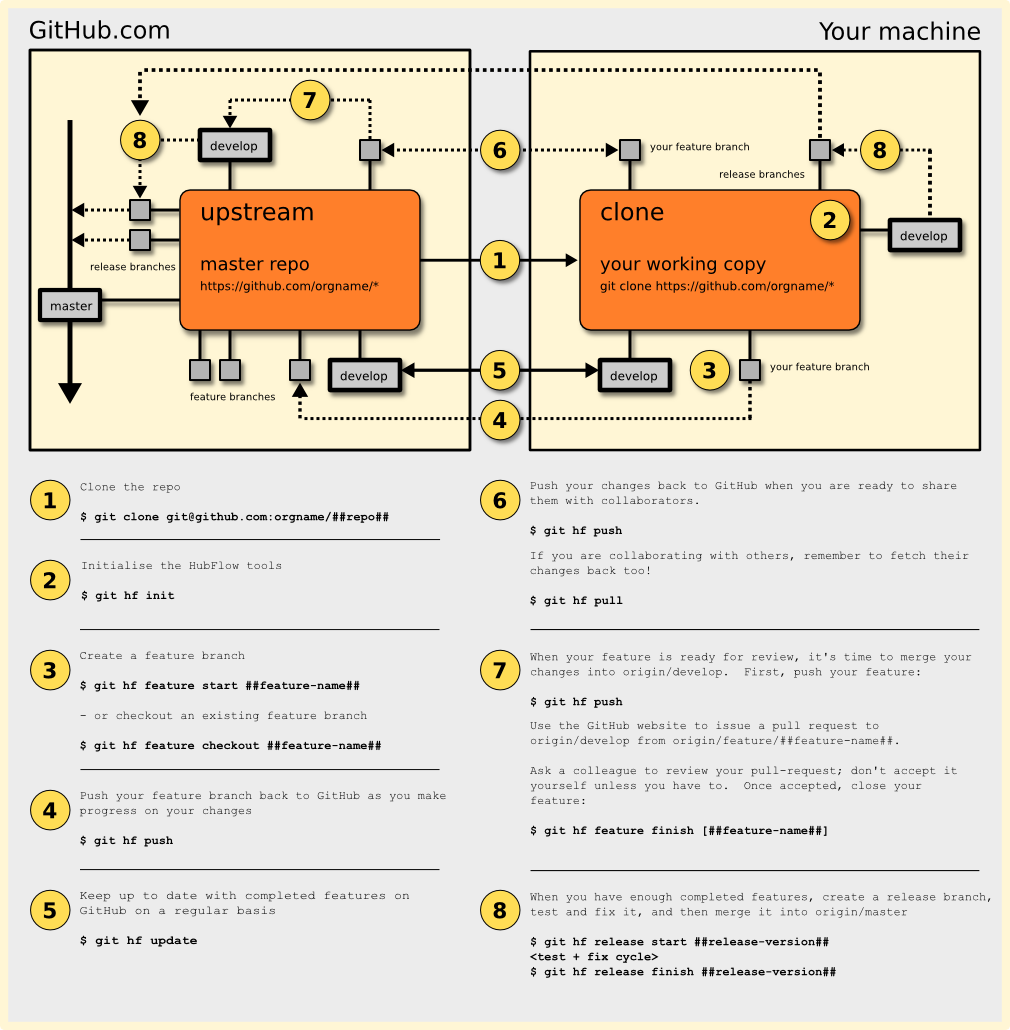 GitHub.com
Your machine
7
8
develop
6
your feature branch
8
release branches
upstream
master repo
https://github.com/orgname/*
release branches
master
1
clone
2
your working copy
git clone https://github.com/orgname/*
develop
feature branches
develop
5
4
develop
3
your feature branch
1
Clone the repo
$ git clone git@github.com:orgname/##repo##
2
Initialise the HubFlow tools
$ git hf init
3
Create a feature branch
$ git hf feature start ##feature-name##
- or checkout an existing feature branch
$ git hf feature checkout ##feature-name##
4
Push your feature branch back to GitHub as you make
progress on your changes
$ git hf push
5
Keep up to date with completed features on
GitHub on a regular basis
$ git hf update
6
Push your changes back to GitHub when you are ready to share
them with collaborators.
$ git hf push
If you are collaborating with others, remember to fetch their
changes back too!
$ git hf pull
7
When your feature is ready for review, it's time to merge your
changes into origin/develop.  First, push your feature:
$ git hf push
Use the GitHub website to issue a pull request to
origin/develop from origin/feature/##feature-name##.
Ask a colleague to review your pull-request; don't accept it
yourself unless you have to.  Once accepted, close your
feature:
$ git hf feature finish [##feature-name##]
8
When you have enough completed features, create a release branch,
test and fix it, and then merge it into origin/master
$ git hf release start ##release-version##
<test + fix cycle>
$ git hf release finish ##release-version##